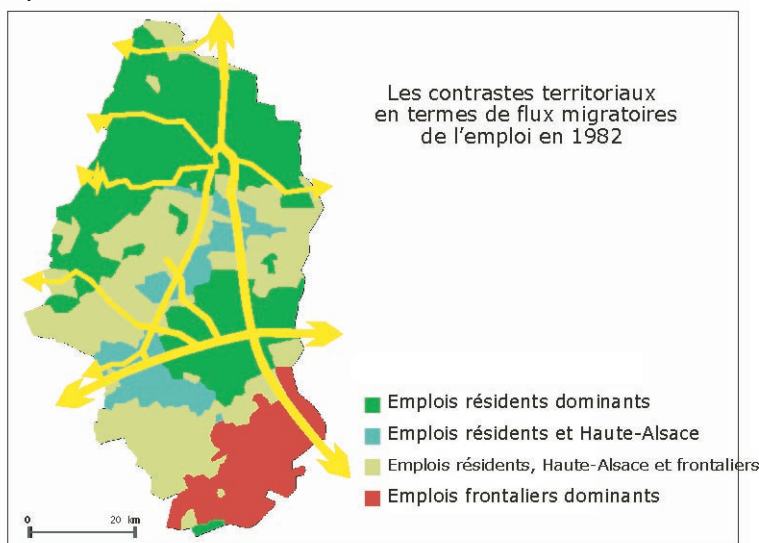 Les contrastes territoriaux
en termes de flux migratoires
de l'emploi en 1982
Emplois résidents dominants
Emplois résidents et Haute-Alsace
Emplois résidents, Haute-Alsace et frontaliers
Emplois frontaliers dominants
0 20 km